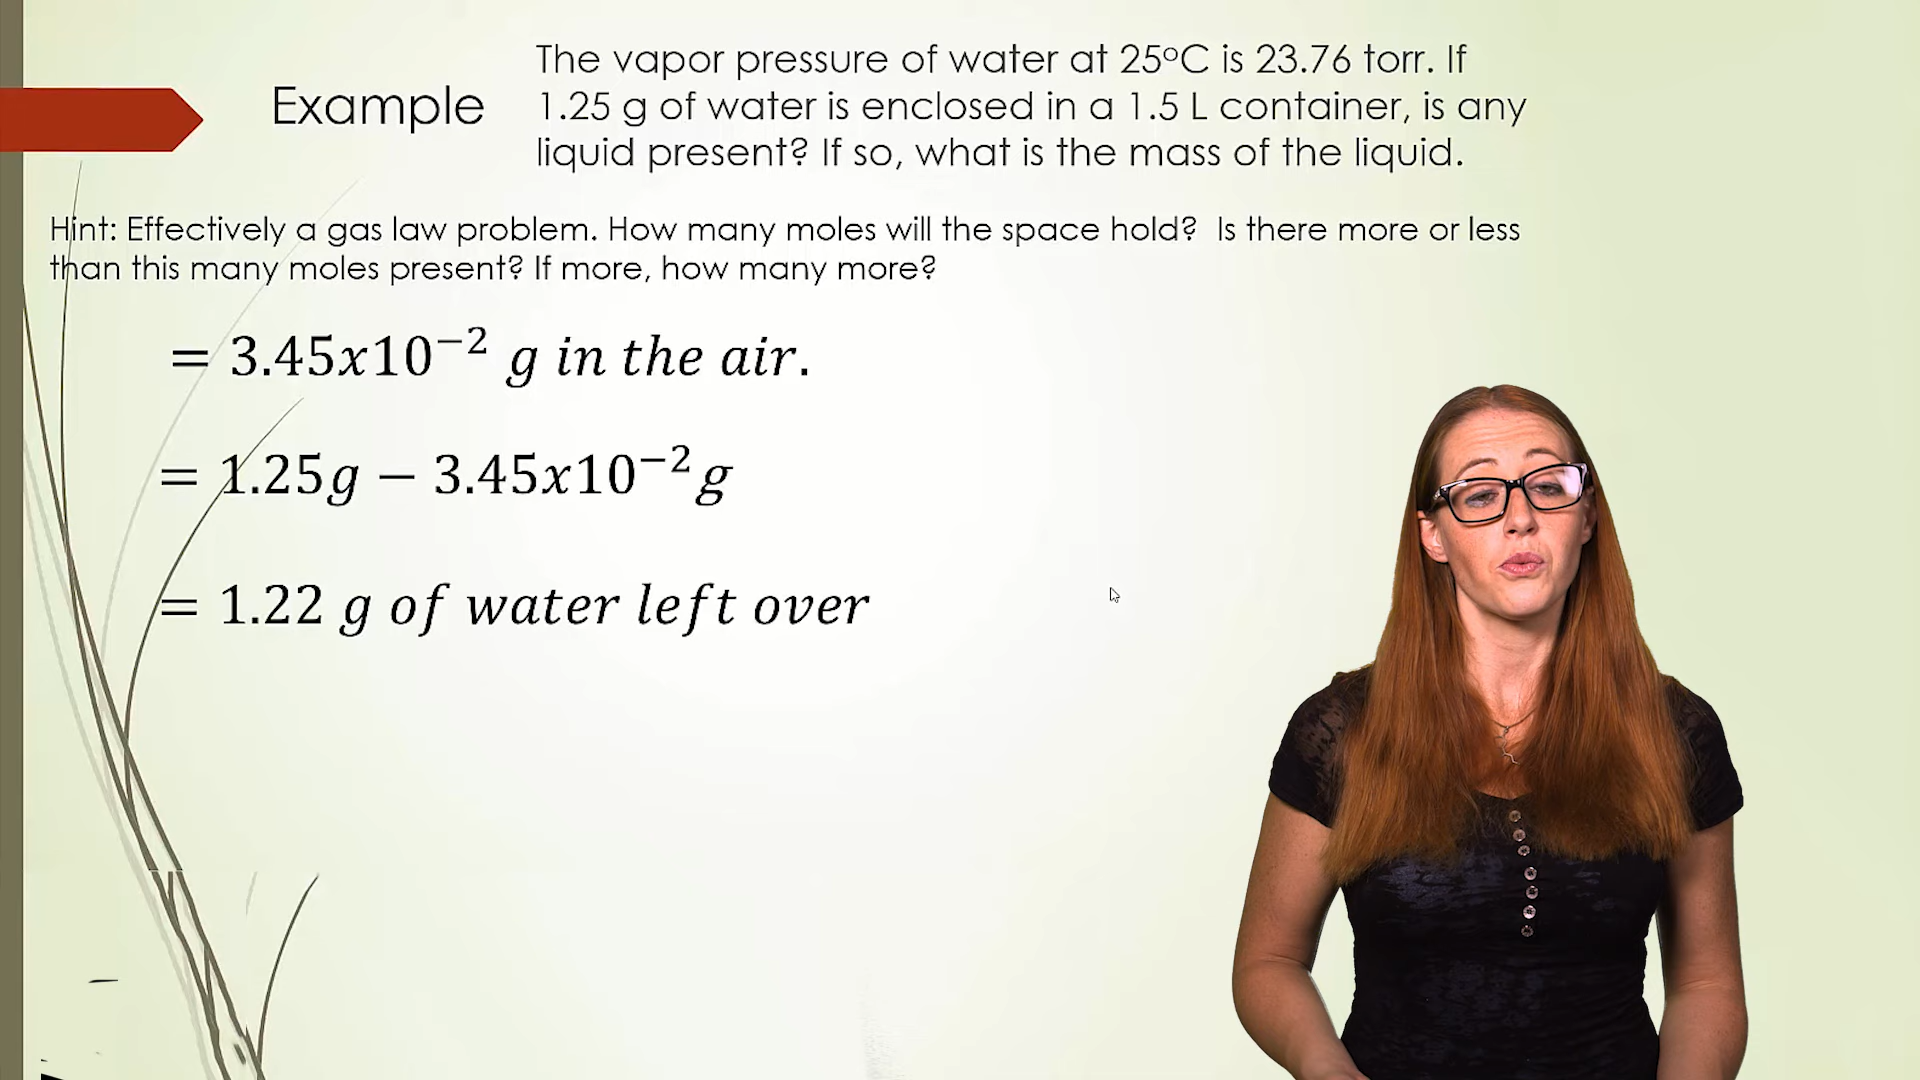 Example
The vapor pressure of water at 25ºC is 23.76 torr. If
1.25 g of water is enclosed in a 1.5 L container, is any
liquid present? If so, what is the mass of the liquid.
Hint: Effectively a gas law problem. How many moles will the space hold? Is there more or less
than this many moles present? If more, how many more?
= 3.45x10⁻² g in the air.
= 1.25g − 3.45x10⁻² g
= 1.22 g of water left over